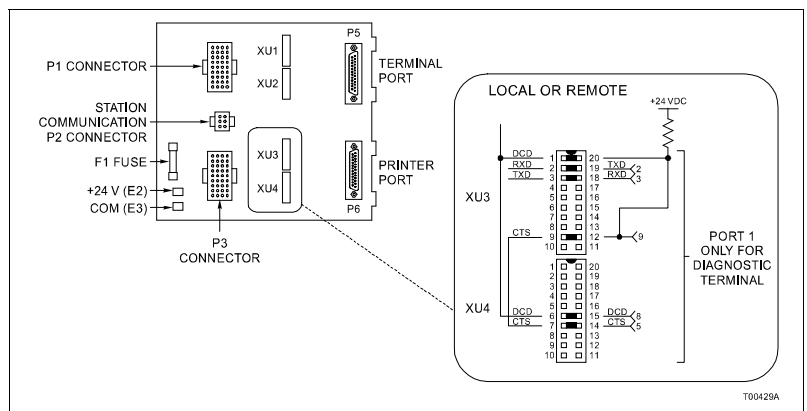 P1 CONNECTOR
STATION
COMMUNICATION
P2 CONNECTOR
F1 FUSE
+24 V (E2)
COM (E3)
P3
CONNECTOR
XU1
XU2
XU3
XU4
P5
TERMINAL
PORT
PRINTER
PORT
P6
LOCAL OR REMOTE
+24 VDC
XU3
DCD 1 20
RXD 2 19 TXD 2
TXD 3 18 RXD 3
4 17
5 16
6 15
7 14
8 13
CTS 9 12 9
10 11
XU4
1 20
2 19
3 18
4 17
5 16
DCD 6 15 DCD 8
CTS 7 14 CTS 5
8 13
9 12
10 11
PORT 1
ONLY FOR
DIAGNOSTIC
TERMINAL
T00429A